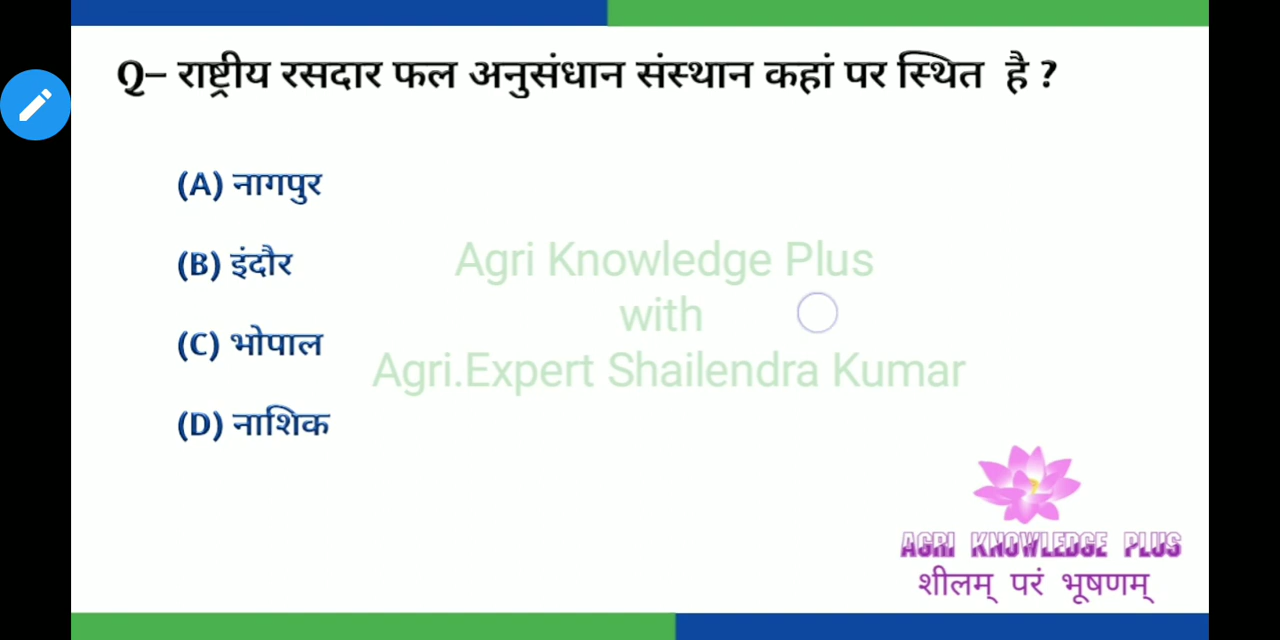 Q– राष्ट्रीय रसदार फल अनुसंधान संस्थान कहां पर स्थित है ?
(A) नागपुर
(B) इंदौर
(C) भोपाल
(D) नाशिक
Agri Knowledge Plus
with
Agri.Expert Shailendra Kumar
AGRI KNOWLEDGE PLUS
शीलम् परं भूषणम्